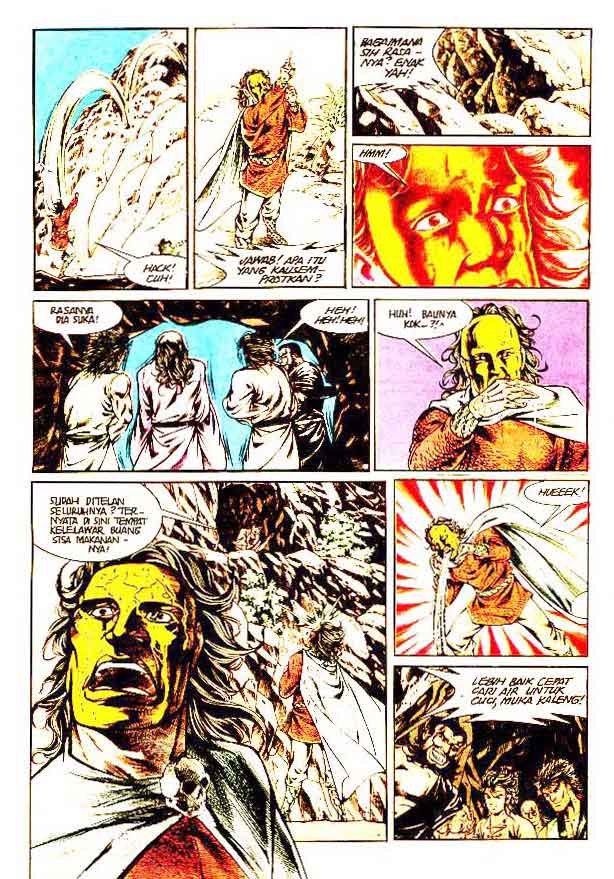 HACK!
CUH!
JAWAB! APA ITU
YANG KAUSEM-
PROTKAN?
BAGAIMANA
SIH RASA-
NYA? ENAK
YAH!
HMM!
RASANYA
DIA SUKA!
HEH!
HEH! HEH!
HUH! BAUNYA
KOK-?!
SUDAH DITELAN
SELURUHNYA? TER-
NYATA DI SINI TEMPAT
KELELAWAR BUANG
SISA MAKANAN-
NYA!
HUEEEK!
LEBIH BAIK CEPAT
CARI AIR UNTUK
CUCI, MUKA KALENG!